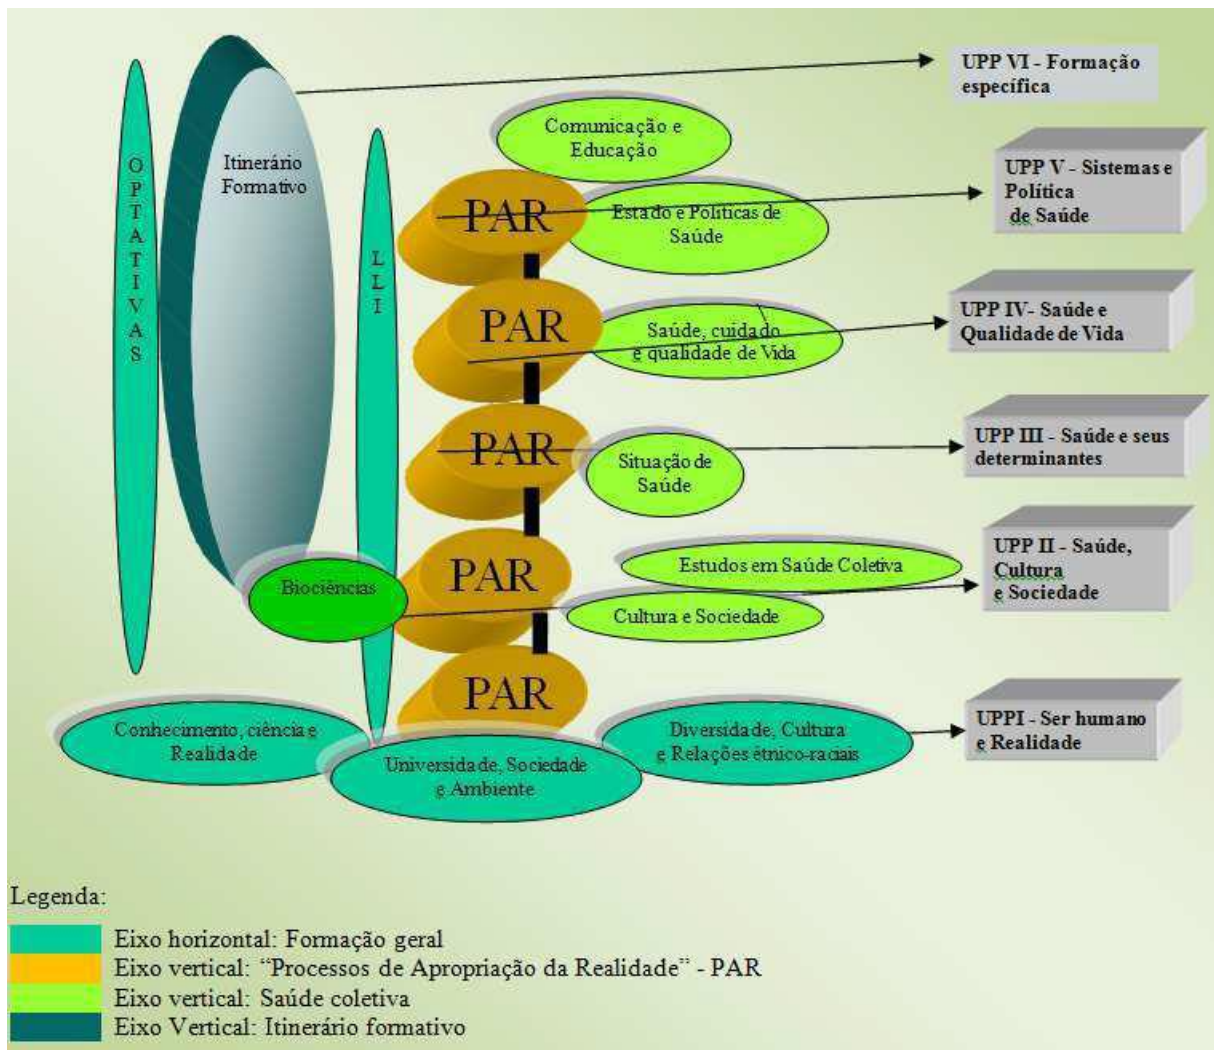 UPP VI - Formação
específica
Comunicação e
Educação
O
P
T
A
T
I
V
A
S
Itinerário
Formativo
PAR
Estado e Políticas de
Saúde
UPP V - Sistemas e
Política
de Saúde
L
L
I
PAR
Saúde, cuidado
e qualidade de Vida
UPP IV- Saúde e
Qualidade de Vida
PAR
Situação de
Saúde
UPP III - Saúde e seus
determinantes
Biociências
PAR
Estudos em Saúde Coletiva
Cultura e Sociedade
UPP II - Saúde,
Cultura
e Sociedade
PAR
Conhecimento, ciência e
Realidade
Universidade, Sociedade
e Ambiente
Diversidade, Cultura
e Relações étnico-raciais
UPPI - Ser humano
e Realidade
Legenda:
Eixo horizontal: Formação geral
Eixo vertical: “Processos de Apropriação da Realidade” - PAR
Eixo vertical: Saúde coletiva
Eixo Vertical: Itinerário formativo